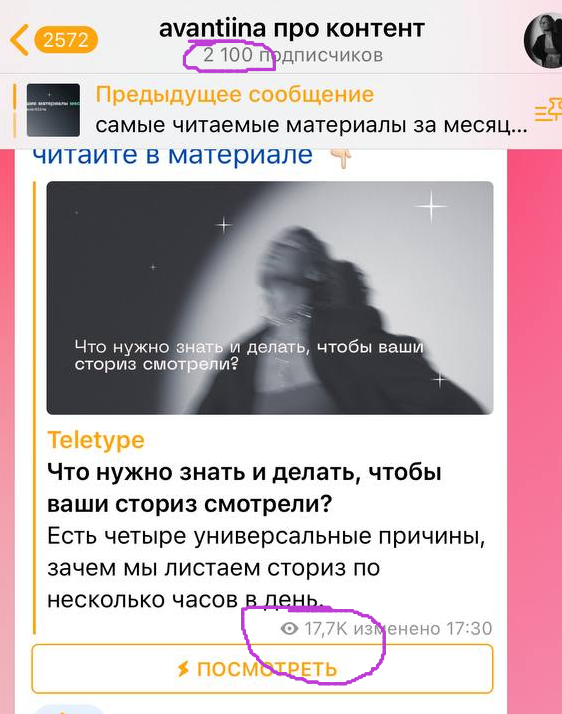 2572
avantiina про контент
2 100 подписчиков
Предыдущее сообщение
самые читаемые материалы за месяц...
читайте в материале
Что нужно знать и делать, чтобы ваши
сториз смотрели?
Teletype
Что нужно знать и делать, чтобы
ваши сториз смотрели?
Есть четыре универсальные причины,
зачем мы листаем сториз по
несколько часов в день.
17,7K изменено 17:30
ПОСМОТРЕТЬ